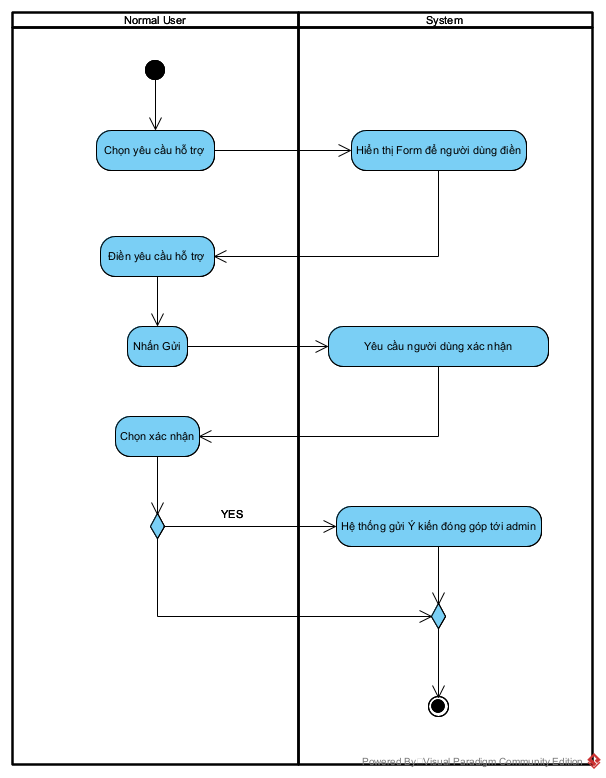 Normal User
System
Chọn yêu cầu hỗ trợ
Hiển thị Form để người dùng điền
Điền yêu cầu hỗ trợ
Nhấn Gửi
Yêu cầu người dùng xác nhận
Chọn xác nhận
YES
Hệ thống gửi Ý kiến đóng góp tới admin
Powered By: Visual Paradigm Community Edition